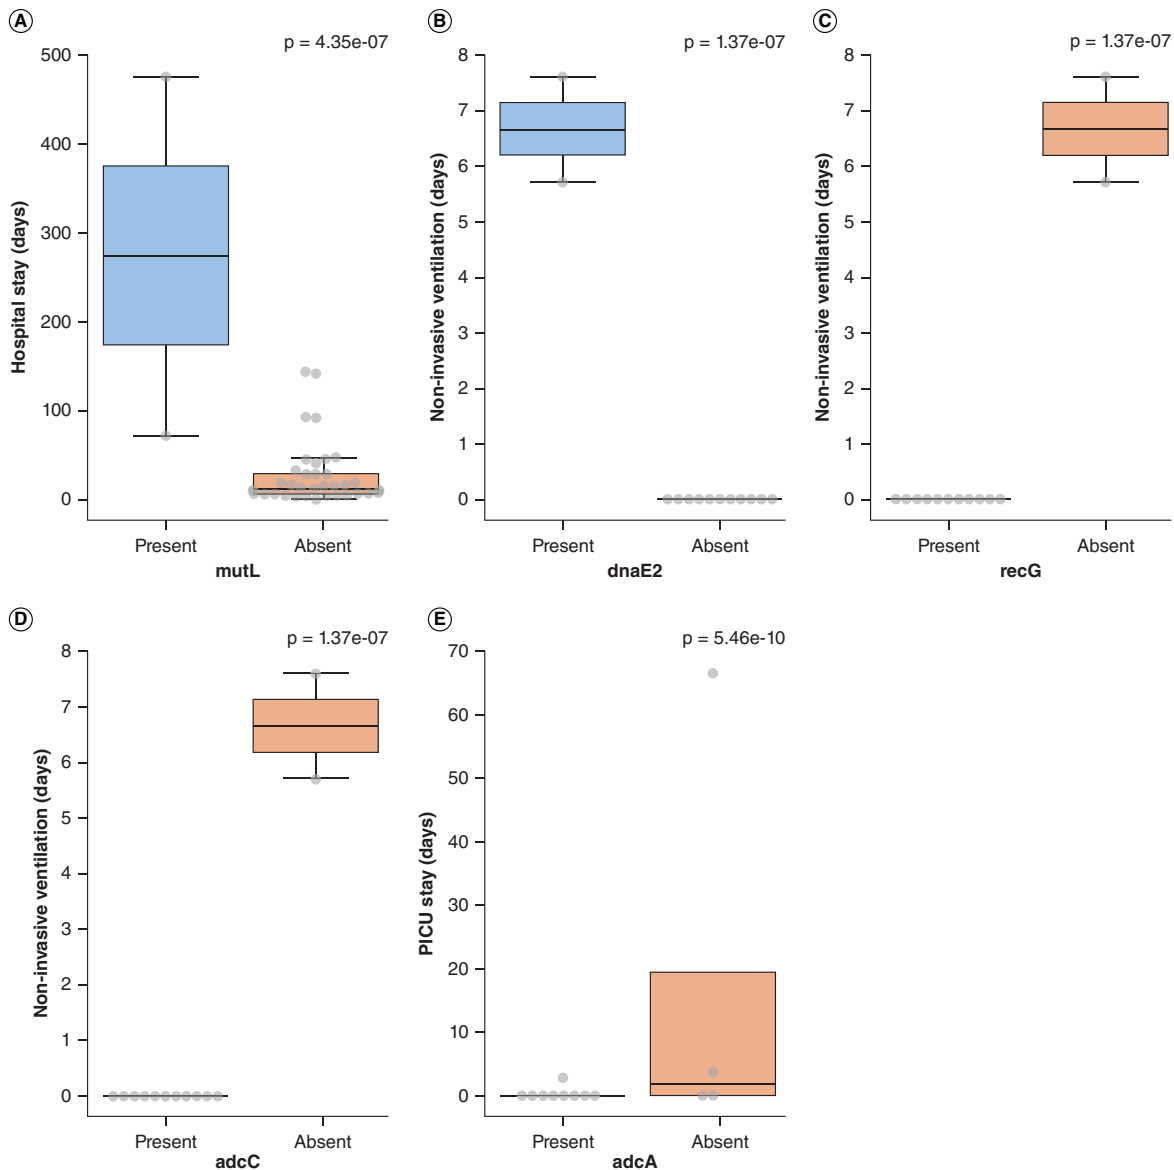 A
p = 4.35e-07
Hospital stay (days)
500
400
300
200
100
0
Present
Absent
mutL
B
p = 1.37e-07
Non-invasive ventilation (days)
8
7
6
5
4
3
2
1
0
Present
Absent
dnaE2
C
p = 1.37e-07
Non-invasive ventilation (days)
8
7
6
5
4
3
2
1
0
Present
Absent
recG
D
p = 1.37e-07
Non-invasive ventilation (days)
8
7
6
5
4
3
2
1
0
Present
Absent
adcC
E
p = 5.46e-10
PICU stay (days)
70
60
50
40
30
20
10
0
Present
Absent
adcA